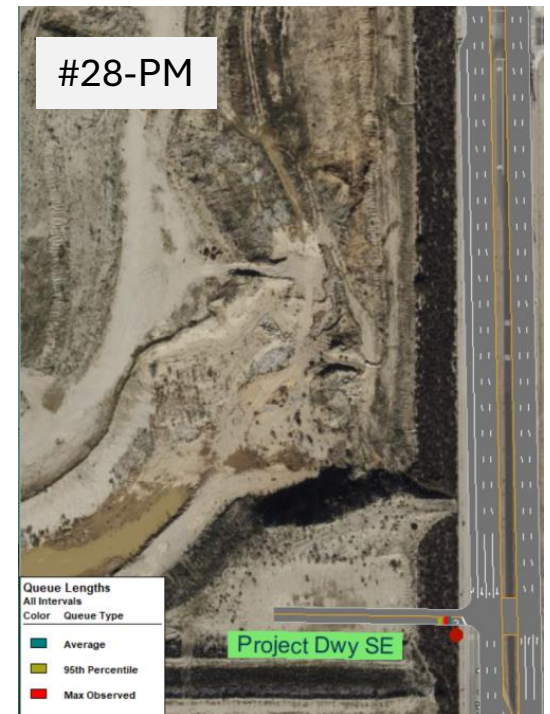 #28-PM
Project Dwy SE
Queue Lengths
All Intervals
Color Queue Type
Average
95th Percentile
Max Observed